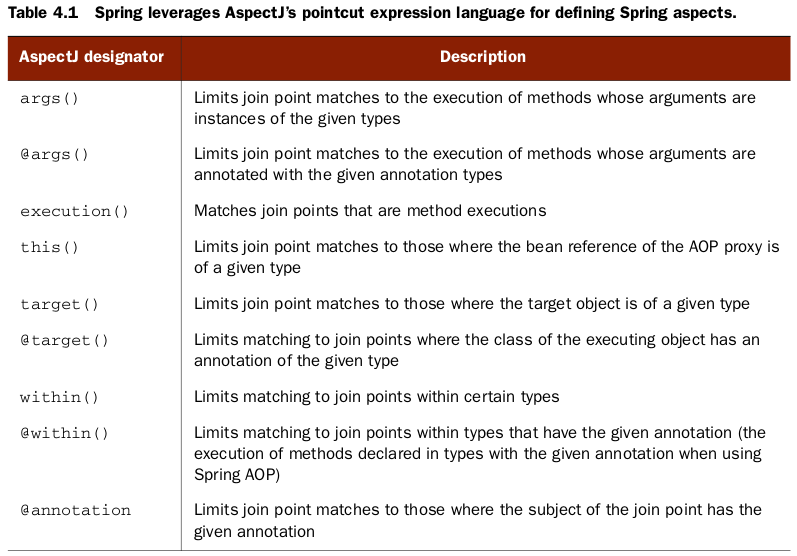 Table 4.1 Spring leverages AspectJ's pointcut expression language for defining Spring aspects.
AspectJ designator Description
args() Limits join point matches to the execution of methods whose arguments are
instances of the given types
@args() Limits join point matches to the execution of methods whose arguments are
annotated with the given annotation types
execution() Matches join points that are method executions
this() Limits join point matches to those where the bean reference of the AOP proxy is
of a given type
target() Limits join point matches to those where the target object is of a given type
@target() Limits matching to join points where the class of the executing object has an
annotation of the given type
within() Limits matching to join points within certain types
@within() Limits matching to join points within types that have the given annotation (the
execution of methods declared in types with the given annotation when using
Spring AOP)
@annotation Limits join point matches to those where the subject of the join point has the
given annotation